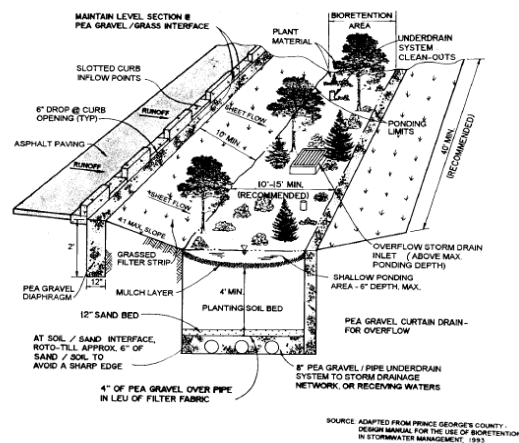 MAINTAIN LEVEL SECTION @
PEA GRAVEL/GRASS INTERFACE
PLANT
MATERIAL
BIORETENTION
AREA
UNDERDRAIN
SYSTEM
CLEAN-OUTS
SLOTTED CURB
INFLOW POINTS
6" DROP @ CURB
OPENING (TYP)
ASPHALT PAVING
RUNOFF
RUNOFF
SHEET FLOW
10' MIN.
PONDING
LIMITS
40' MIN.
(RECOMMENDED)
10'-15' MIN.
(RECOMMENDED)
SHEET FLOW
4:1 MAX. SLOPE
2'
12"
GRASSED
FILTER STRIP
PEA GRAVEL
DIAPHRAGM
MULCH LAYER
OVERFLOW STORM DRAIN
INLET ( ABOVE MAX.
PONDING DEPTH)
SHALLOW PONDING
AREA - 6" DEPTH, MAX.
4' MIN.
PLANTING SOIL BED
12" SAND BED
PEA GRAVEL CURTAIN DRAIN-
FOR OVERFLOW
AT SOIL / SAND INTERFACE,
ROTO-TILL APPROX. 6" OF
SAND / SOIL TO
AVOID A SHARP EDGE
4" OF PEA GRAVEL OVER PIPE
IN LEU OF FILTER FABRIC
8" PEA GRAVEL / PIPE UNDERDRAIN
SYSTEM TO STORM DRAINAGE
NETWORK, OR RECEIVING WATERS
SOURCE: ADAPTED FROM PRINCE GEORGE'S COUNTY -
DESIGN MANUAL FOR THE USE OF BIORETENTION
IN STORMWATER MANAGEMENT, 1993